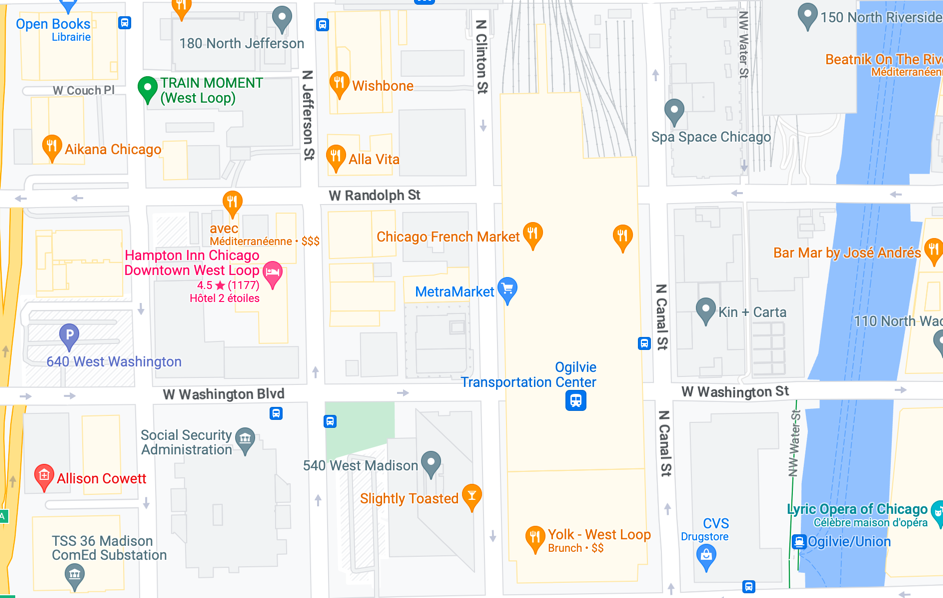 Open Books
Librairie
180 North Jefferson
N Clinton St
NW Water St
150 North Riverside
Beatnik On The Rive
Méditerranéenne
W Couch Pl
TRAIN MOMENT
(West Loop)
N Jefferson St
Wishbone
Spa Space Chicago
Aikana Chicago
Alla Vita
W Randolph St
avec
Méditerranéenne • $$$
Chicago French Market
Hampton Inn Chicago
Downtown West Loop
4.5 ★ (1177)
Hôtel 2 étoiles
Bar Mar by José Andrés
MetraMarket
N Canal St
Kin + Carta
110 North Wac
P
640 West Washington
Ogilvie
Transportation Center
W Washington Blvd
W Washington St
Social Security
Administration
N Canal St
NW Water St
540 West Madison
Allison Cowett
Slightly Toasted
A
Lyric Opera of Chicago
Célèbre maison d'opéra
TSS 36 Madison
ComEd Substation
Yolk - West Loop
Brunch • $$
CVS
Drugstore
Ogilvie/Union